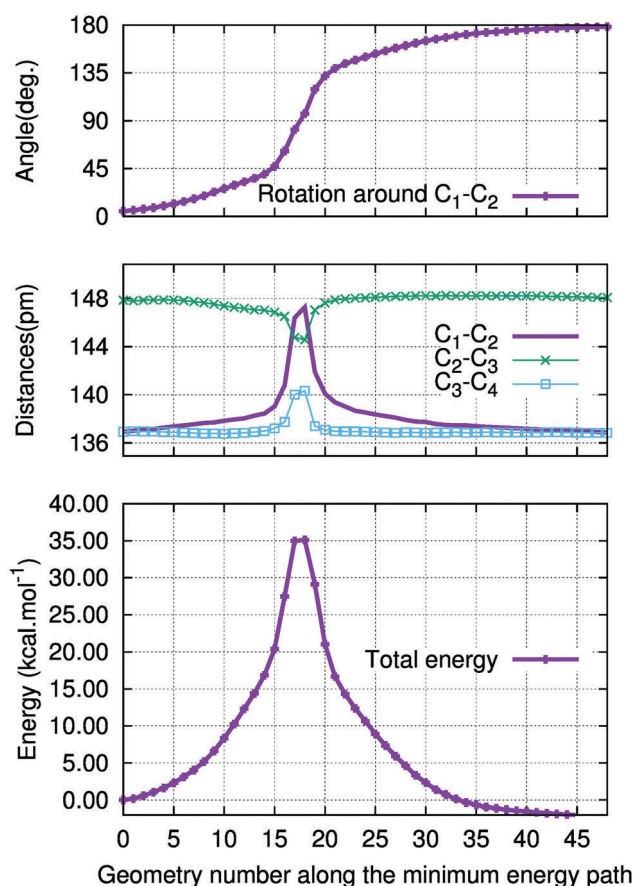 180
135
90
45
0
Angle(deg.)
Rotation around C₁-C₂
148
144
140
136
Distances(pm)
C₁-C₂
C₂-C₃
C₃-C₄
40.00
35.00
30.00
25.00
20.00
15.00
10.00
5.00
0.00
Energy (kcal.mol⁻¹)
Total energy
0 5 10 15 20 25 30 35 40 45
Geometry number along the minimum energy path